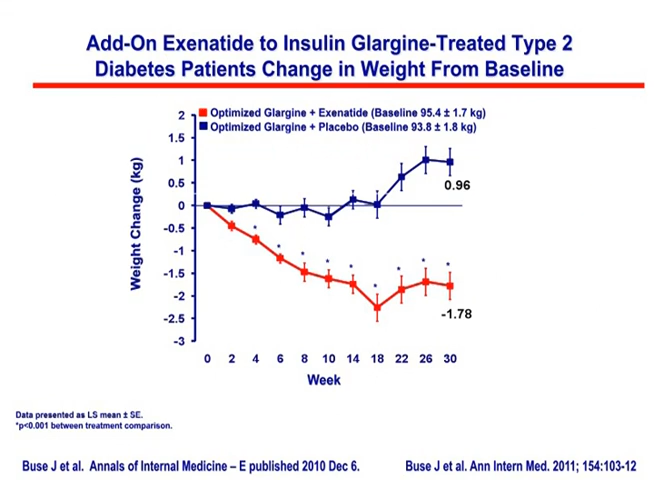 Add-On Exenatide to Insulin Glargine-Treated Type 2
Diabetes Patients Change in Weight From Baseline
Optimized Glargine + Exenatide (Baseline 95.4 ± 1.7 kg)
Optimized Glargine + Placebo (Baseline 93.8 ± 1.8 kg)
Weight Change (kg)
2
1.5
1
0.5
0
-0.5
-1
-1.5
-2
-2.5
-3
0.96
* * * * * * * * *
-1.78
0 2 4 6 8 10 14 18 22 26 30
Week
Data presented as LS mean ± SE.
*p<0.001 between treatment comparison.
Buse J et al. Annals of Internal Medicine – E published 2010 Dec 6.
Buse J et al. Ann Intern Med. 2011; 154:103-12